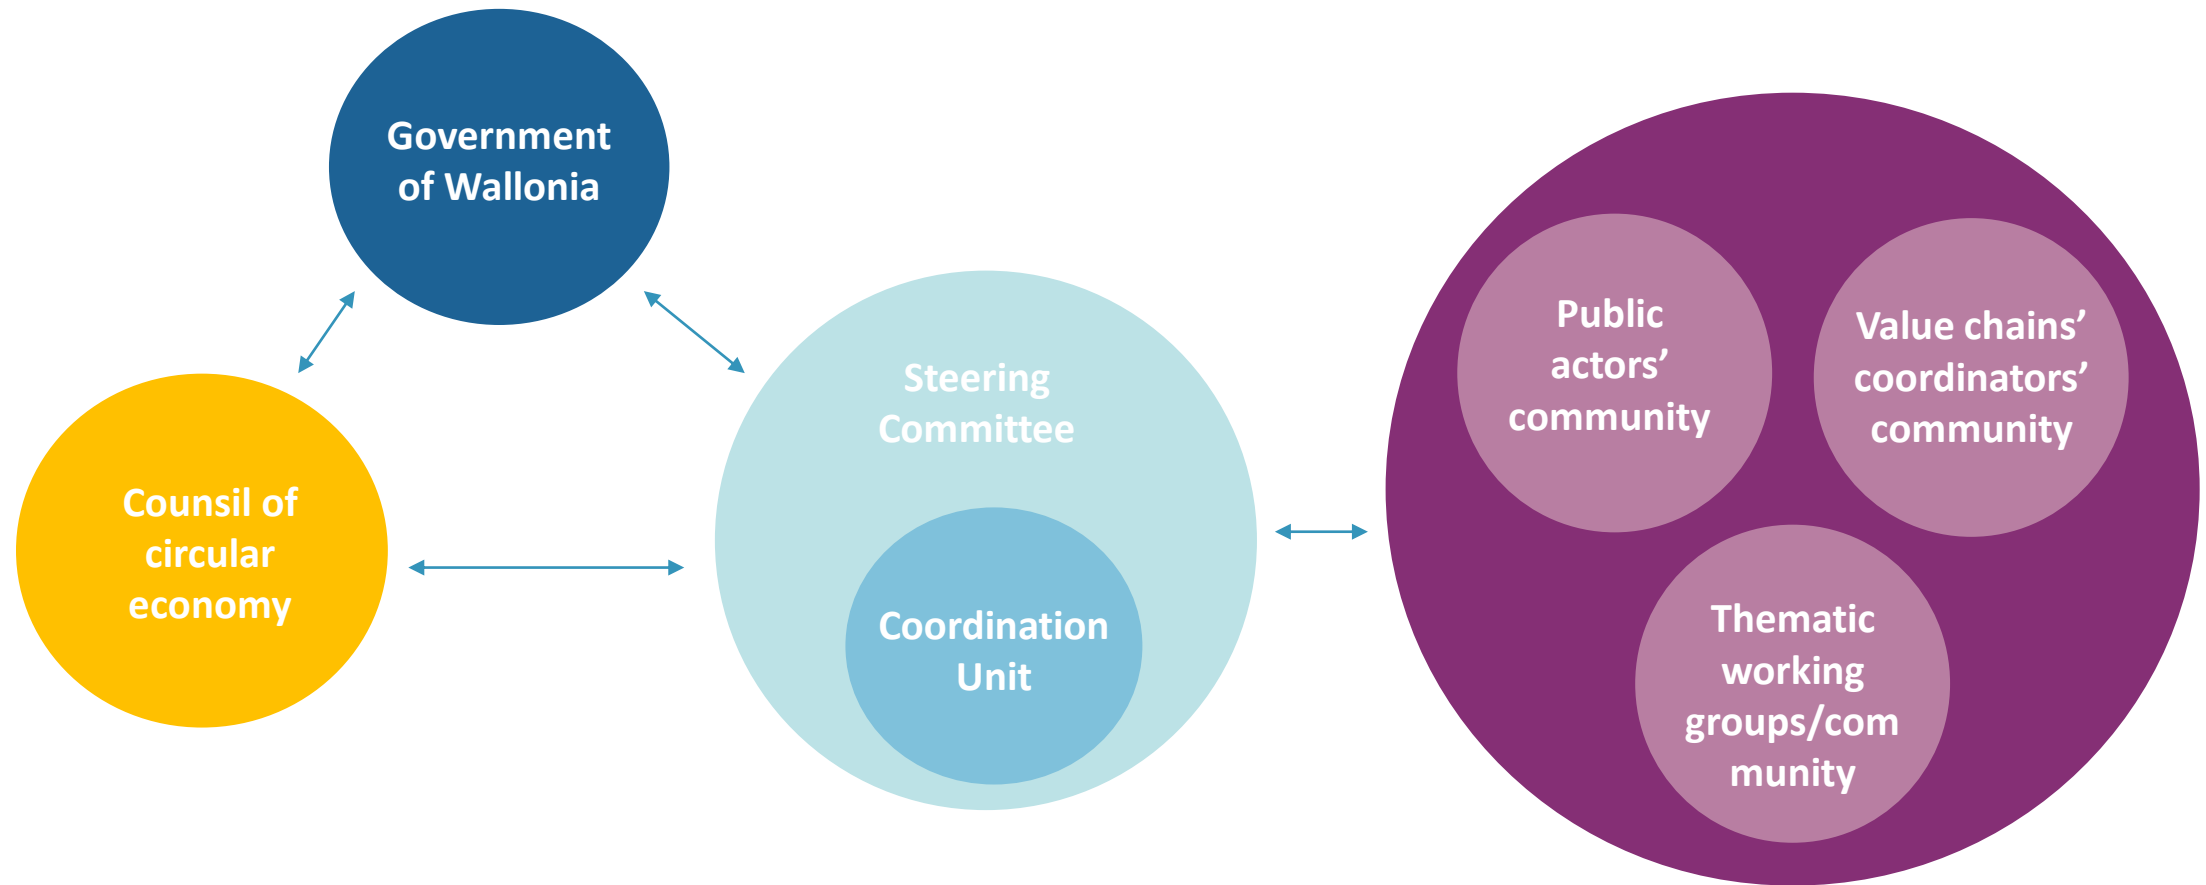 Government
of Wallonia
Counsil of
circular
economy
Steering
Committee
Coordination
Unit
Public
actors’
community
Value chains’
coordinators’
community
Thematic
working
groups/com
munity